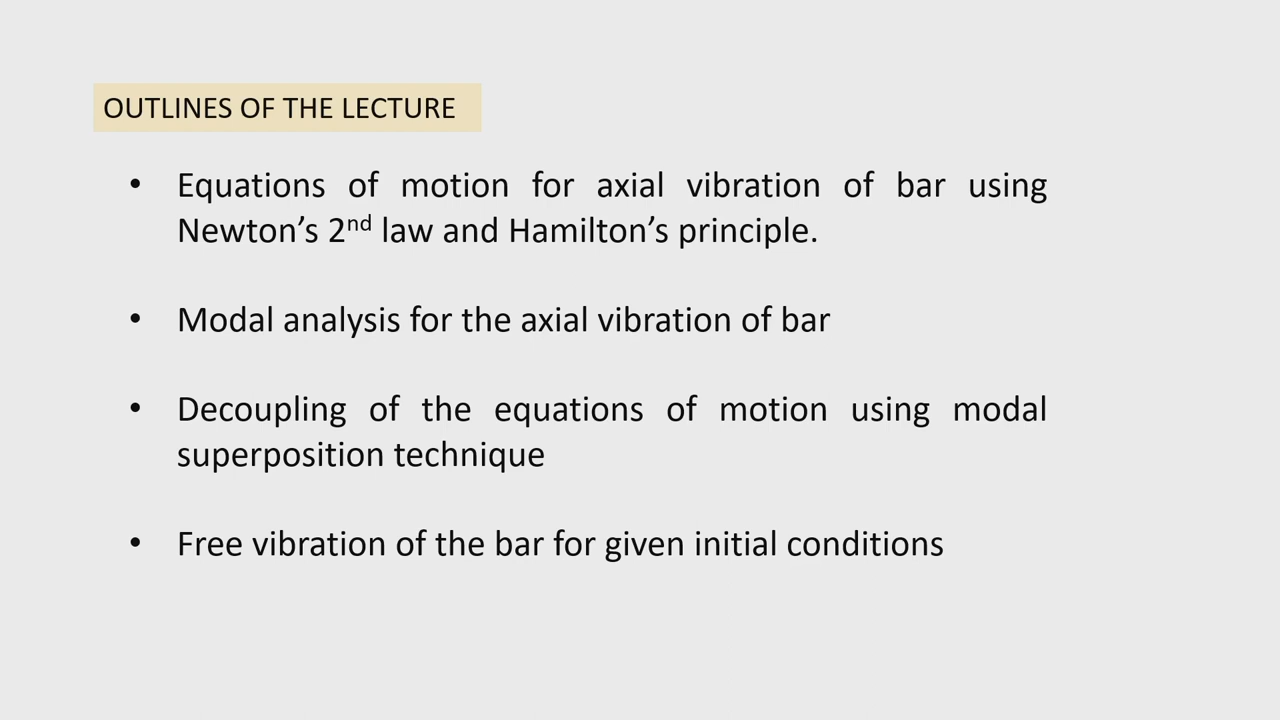 OUTLINES OF THE LECTURE
• Equations of motion for axial vibration of bar using
Newton’s 2nd law and Hamilton’s principle.
• Modal analysis for the axial vibration of bar
• Decoupling of the equations of motion using modal
superposition technique
• Free vibration of the bar for given initial conditions